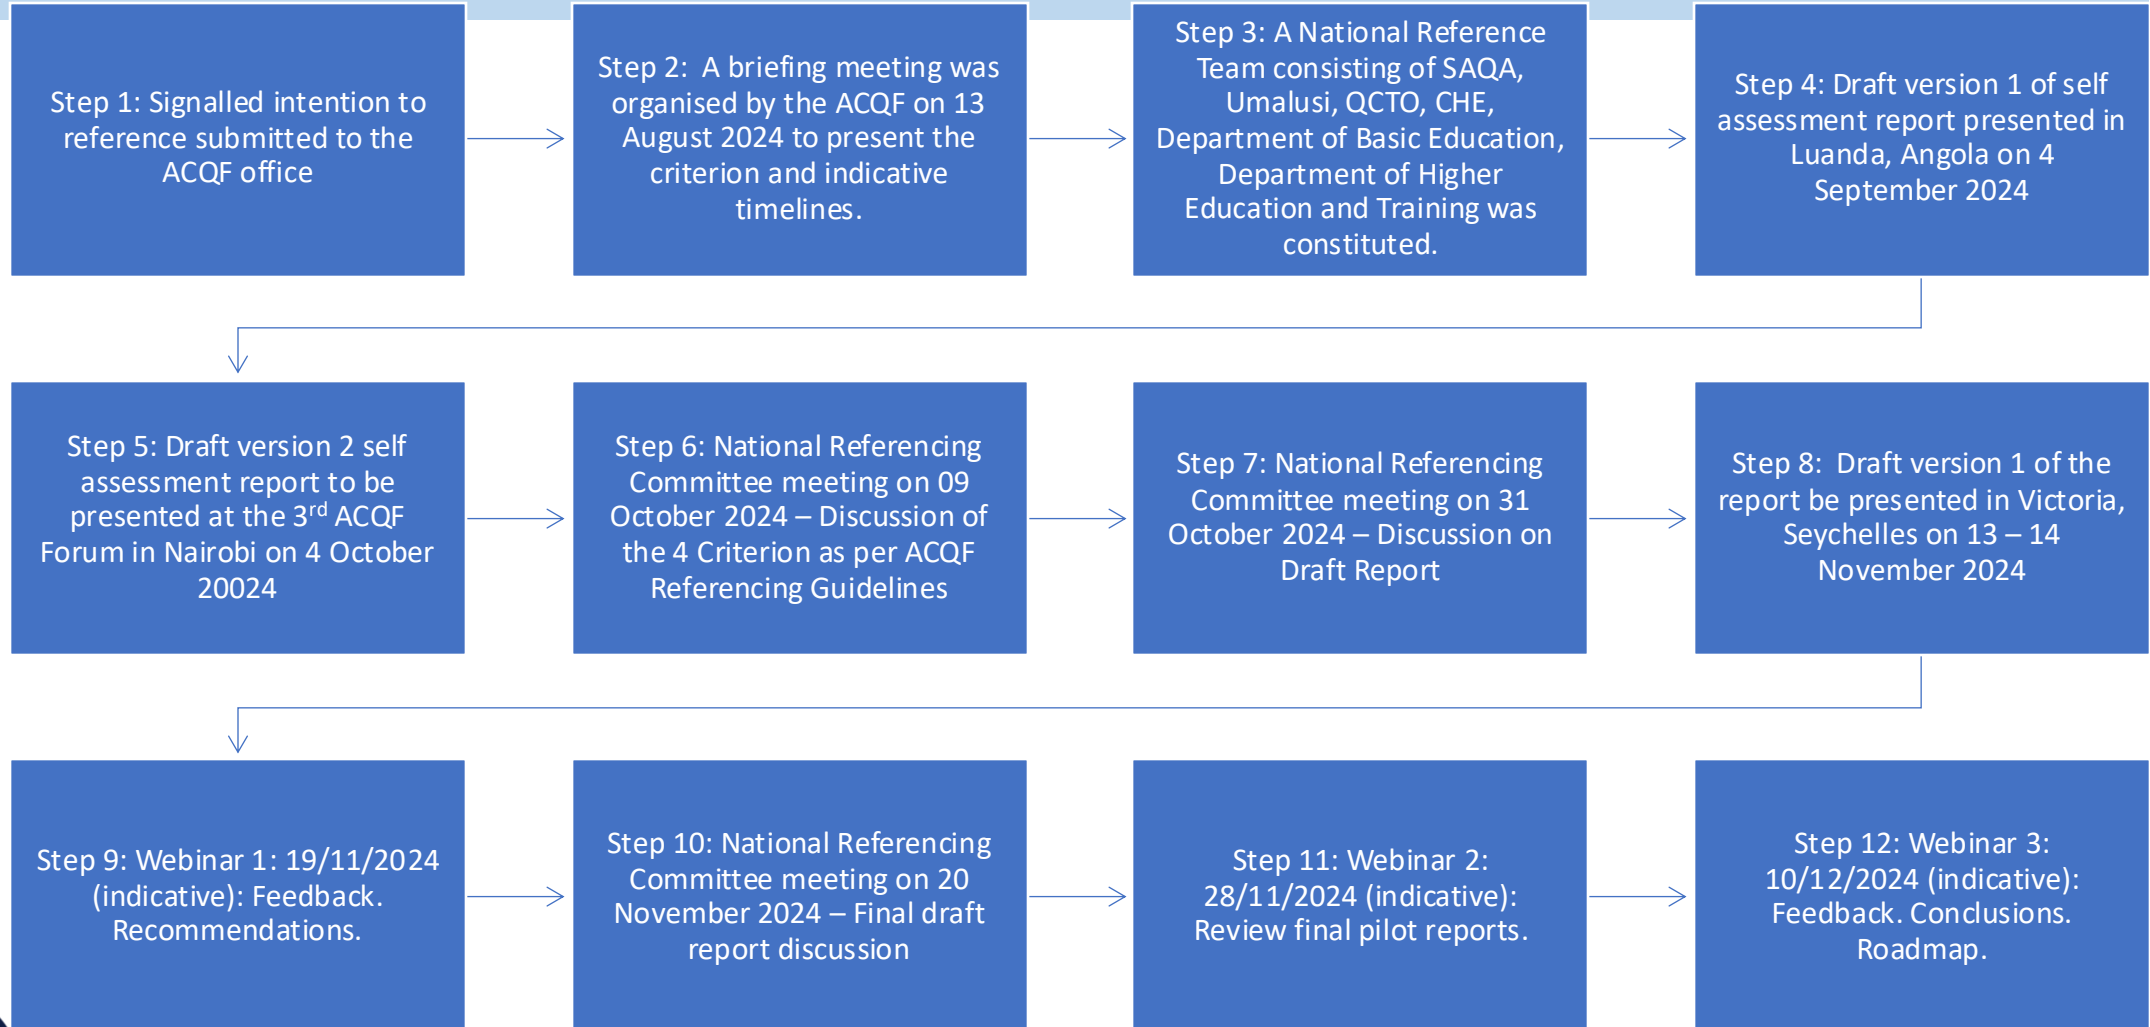 Step 1: Signalled intention to
reference submitted to the
ACQF office
Step 2:  A briefing meeting was
organised by the ACQF on 13
August 2024 to present the
criterion and indicative
timelines.
Step 3: A National Reference
Team consisting of SAQA,
Umalusi, QCTO, CHE,
Department of Basic Education,
Department of Higher
Education and Training was
constituted.
Step 4: Draft version 1 of self
assessment report presented in
Luanda, Angola on 4
September 2024
Step 5: Draft version 2 self
assessment report to be
presented at the 3rd ACQF
Forum in Nairobi on 4 October
20024
Step 6: National Referencing
Committee meeting on 09
October 2024 – Discussion of
the 4 Criterion as per ACQF
Referencing Guidelines
Step 7: National Referencing
Committee meeting on 31
October 2024 – Discussion on
Draft Report
Step 8:  Draft version 1 of the
report be presented in Victoria,
Seychelles on 13 – 14
November 2024
Step 9: Webinar 1: 19/11/2024
(indicative): Feedback.
Recommendations.
Step 10: National Referencing
Committee meeting on 20
November 2024 – Final draft
report discussion
Step 11: Webinar 2:
28/11/2024 (indicative):
Review final pilot reports.
Step 12: Webinar 3:
10/12/2024 (indicative):
Feedback. Conclusions.
Roadmap.